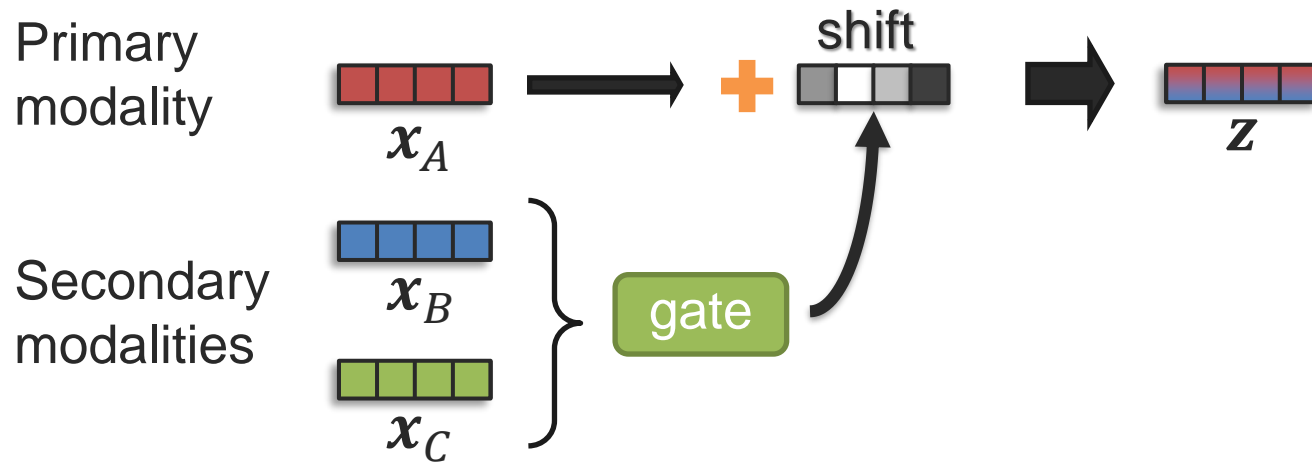 Primary
modality
shift
x_A
z
Secondary
modalities
x_B
gate
x_C